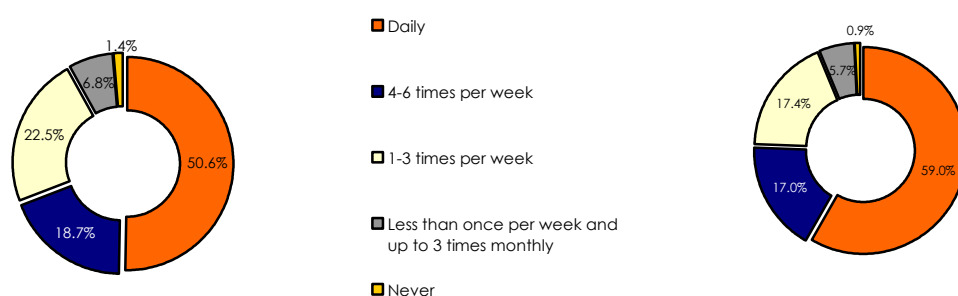 1.4%
6.8%
22.5%
50.6%
18.7%
Daily
4-6 times per week
1-3 times per week
Less than once per week and
up to 3 times monthly
Never
0.9%
5.7%
17.4%
59.0%
17.0%